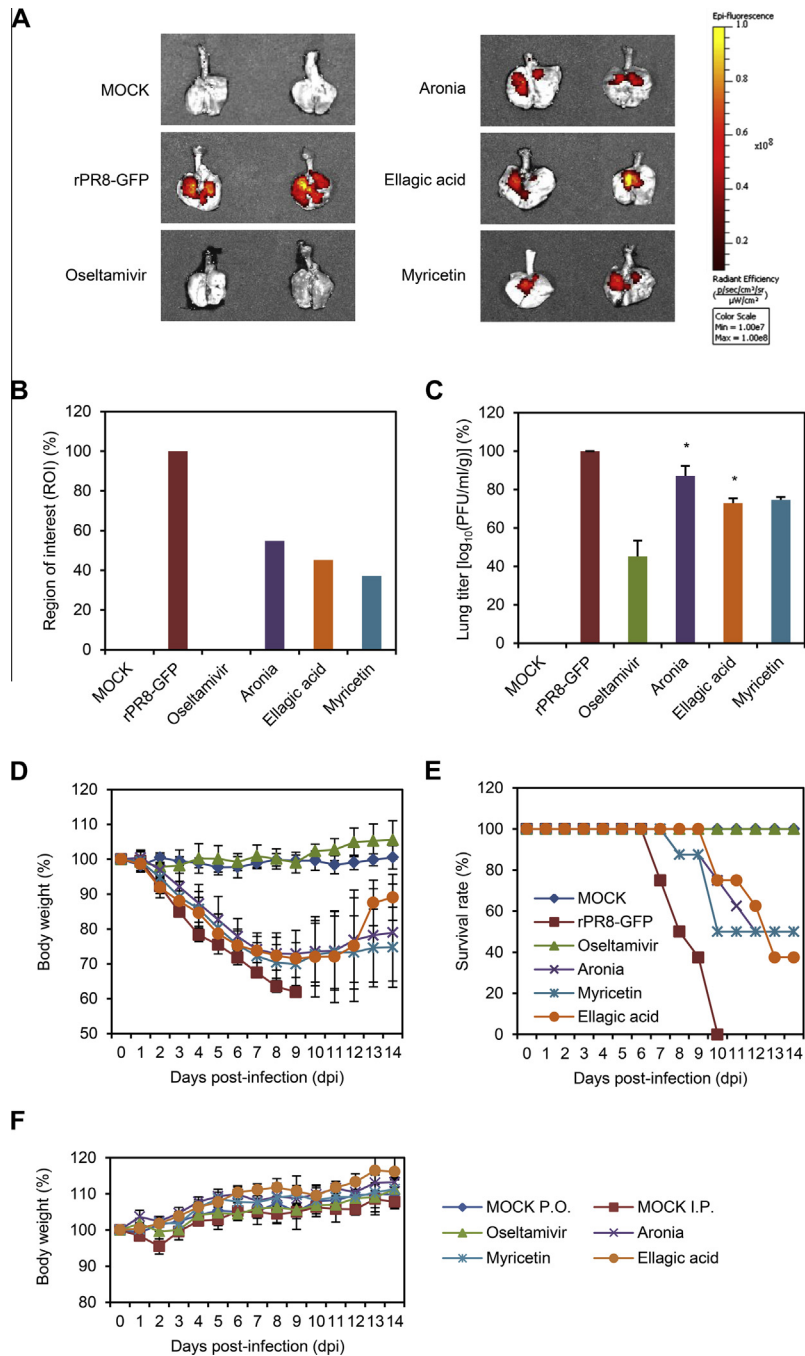 A
MOCK
rPR8-GFP
Oseltamivir
Aronia
Ellagic acid
Myricetin
Epi-fluorescence
1.0
0.8
0.6
x10⁸
0.4
0.2
Radiant Efficiency
(p/sec/cm²/sr / µW/cm²)
Color Scale
Min = 1.00e7
Max = 1.00e8
B
Region of interest (ROI) (%)
120
100
80
60
40
20
0
MOCK
rPR8-GFP
Oseltamivir
Aronia
Ellagic acid
Myricetin
C
Lung titer [log₁₀(PFU/ml/g)] (%)
120
100
80
60
40
20
0
*
*
MOCK
rPR8-GFP
Oseltamivir
Aronia
Ellagic acid
Myricetin
D
Body weight (%)
120
110
100
90
80
70
60
50
0 1 2 3 4 5 6 7 8 9 10 11 12 13 14
Days post-infection (dpi)
E
Survival rate (%)
120
100
80
60
40
20
0
MOCK
rPR8-GFP
Oseltamivir
Aronia
Myricetin
Ellagic acid
0 1 2 3 4 5 6 7 8 9 10 11 12 13 14
Days post-infection (dpi)
F
Body weight (%)
120
110
100
90
80
0 1 2 3 4 5 6 7 8 9 10 11 12 13 14
Days post-infection (dpi)
MOCK P.O.
MOCK I.P.
Oseltamivir
Aronia
Myricetin
Ellagic acid